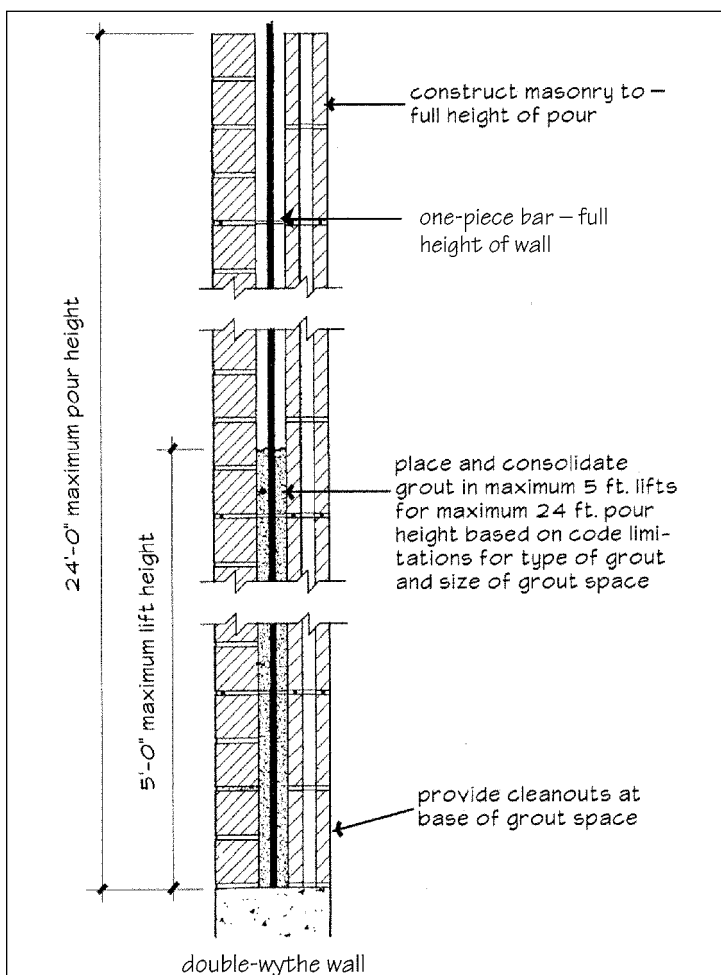 construct masonry to –
full height of pour
one-piece bar – full
height of wall
24'-0" maximum pour height
place and consolidate
grout in maximum 5 ft. lifts
for maximum 24 ft. pour
height based on code limi-
tations for type of grout
and size of grout space
5'-0" maximum lift height
provide cleanouts at
base of grout space
double-wythe wall